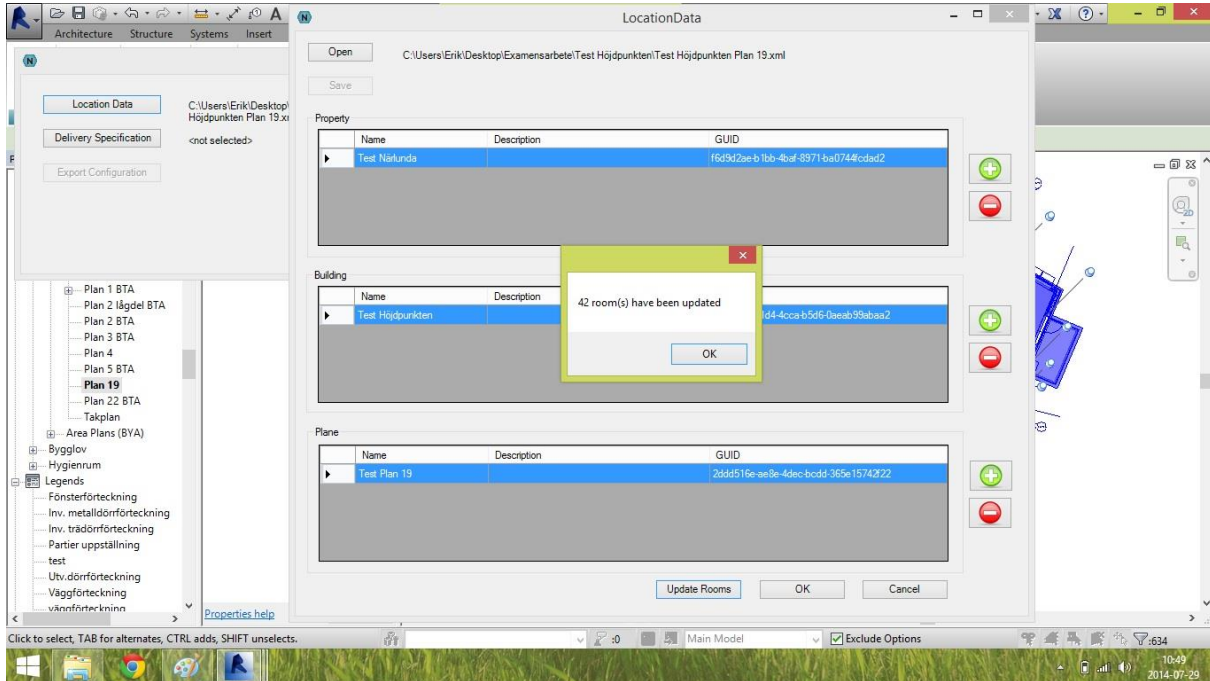 LocationData
Architecture Structure Systems Insert
Open
C:\Users\Erik\Desktop\Examensarbete\Test Höjdpunkten\Test Höjdpunkten Plan 19.xml
Save
Location Data
C:\Users\Erik\Desktop\
Höjdpunkten Plan 19.x
Delivery Specification
<not selected>
Export Configuration
Property
Name Description GUID
Test Närlunda f6d9d2ae-b1bb-4baf-8971-ba0744fcdad2
Building
Name Description
Test Höjdpunkten ld4-4cca-b5d6-0aeab99abaa2
42 room(s) have been updated
OK
Plane
Name Description GUID
Test Plan 19 2ddd516e-ae8e-4dec-bcdd-365e15742f22
Update Rooms OK Cancel
Plan 1 BTA
Plan 2 lågdel BTA
Plan 2 BTA
Plan 3 BTA
Plan 4
Plan 5 BTA
Plan 19
Plan 22 BTA
Takplan
Area Plans (BYA)
Bygglov
Hygienrum
Legends
Fönsterförteckning
Inv. metalldörrförteckning
Inv. trädörrförteckning
Partier uppställning
test
Utv.dörrförteckning
Väggförteckning
väggförteckning
Properties help
2D
Click to select, TAB for alternates, CTRL adds, SHIFT unselects.
:0
Main Model
Exclude Options
:634
10:49
2014-07-29